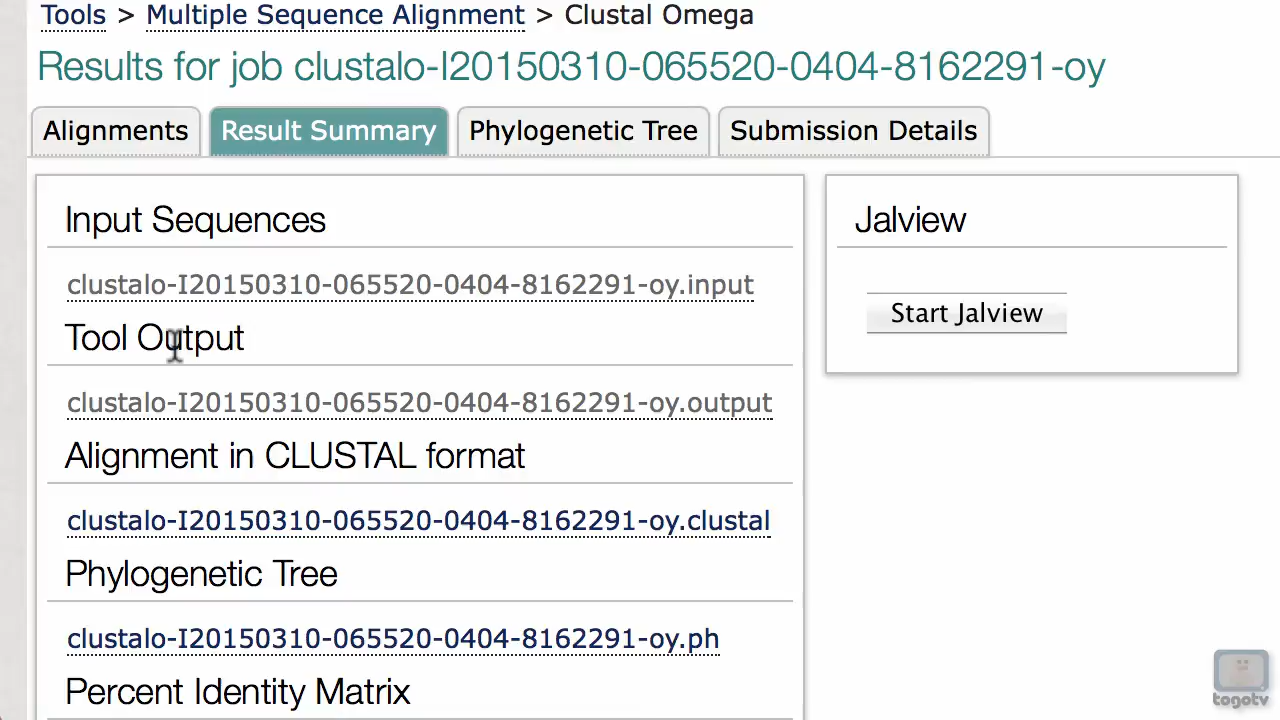 Tools > Multiple Sequence Alignment > Clustal Omega
Results for job clustalo-I20150310-065520-0404-8162291-oy
Alignments Result Summary Phylogenetic Tree Submission Details
Input Sequences
clustalo-I20150310-065520-0404-8162291-oy.input
Tool Output
clustalo-I20150310-065520-0404-8162291-oy.output
Alignment in CLUSTAL format
clustalo-I20150310-065520-0404-8162291-oy.clustal
Phylogenetic Tree
clustalo-I20150310-065520-0404-8162291-oy.ph
Percent Identity Matrix
Jalview
Start Jalview
togotv